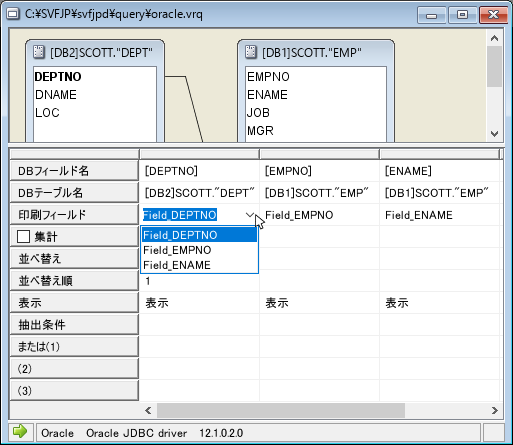 C:¥SVFJP¥svfjpd¥query¥oracle.vrq
[DB2]SCOTT."DEPT"
DEPTNO
DNAME
LOC
[DB1]SCOTT."EMP"
EMPNO
ENAME
JOB
MGR
DBフィールド名 [DEPTNO] [EMPNO] [ENAME]
DBテーブル名 [DB2]SCOTT."DEPT" [DB1]SCOTT."EMP" [DB1]SCOTT."EMP"
印刷フィールド Field_DEPTNO Field_EMPNO Field_ENAME
集計
Field_DEPTNO
Field_EMPNO
Field_ENAME
並べ替え
並べ替え順 1
表示 表示 表示 表示
抽出条件
または(1)
(2)
(3)
Oracle Oracle JDBC driver 12.1.0.2.0